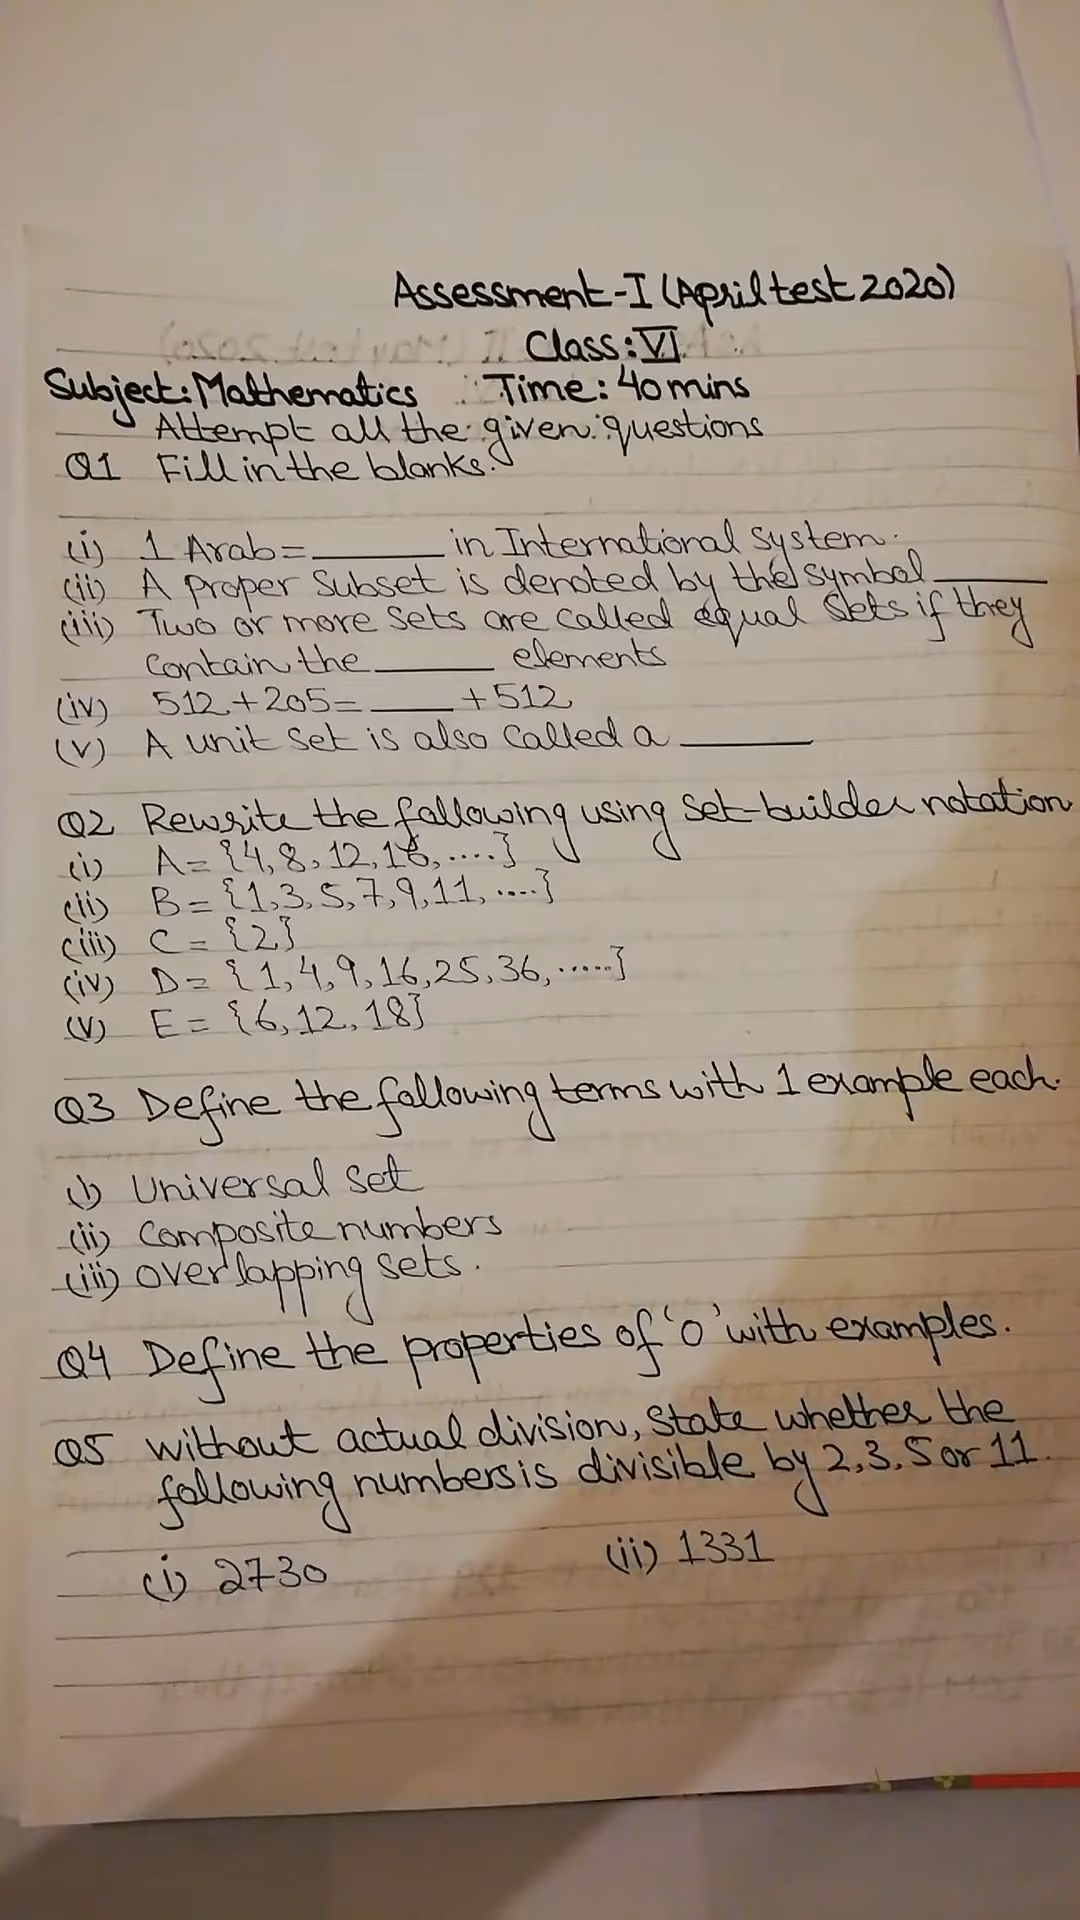 Assessment-I (April test 2020)
Class: VI
Subject: Mathematics Time: 40 mins
Attempt all the given questions
Q1 Fill in the blanks.
(i) 1 Arab = ______ in International system.
(ii) A proper subset is denoted by the symbol ______
(iii) Two or more sets are called equal sets if they
contain the ______ elements
(iv) 512 + 205 = ____ + 512
(v) A unit set is also called a ______
Q2 Rewrite the following using set-builder notation
(i) A = {4, 8, 12, 16, ....}
(ii) B = {1, 3, 5, 7, 9, 11, ....}
(iii) C = {2}
(iv) D = {1, 4, 9, 16, 25, 36, .....}
(v) E = {6, 12, 18}
Q3 Define the following terms with 1 example each.
(i) Universal set
(ii) Composite numbers
(iii) overlapping sets.
Q4 Define the properties of 'o' with examples.
Q5 without actual division, state whether the
following numbers is divisible by 2, 3, 5 or 11.
(i) 2730 (ii) 1331